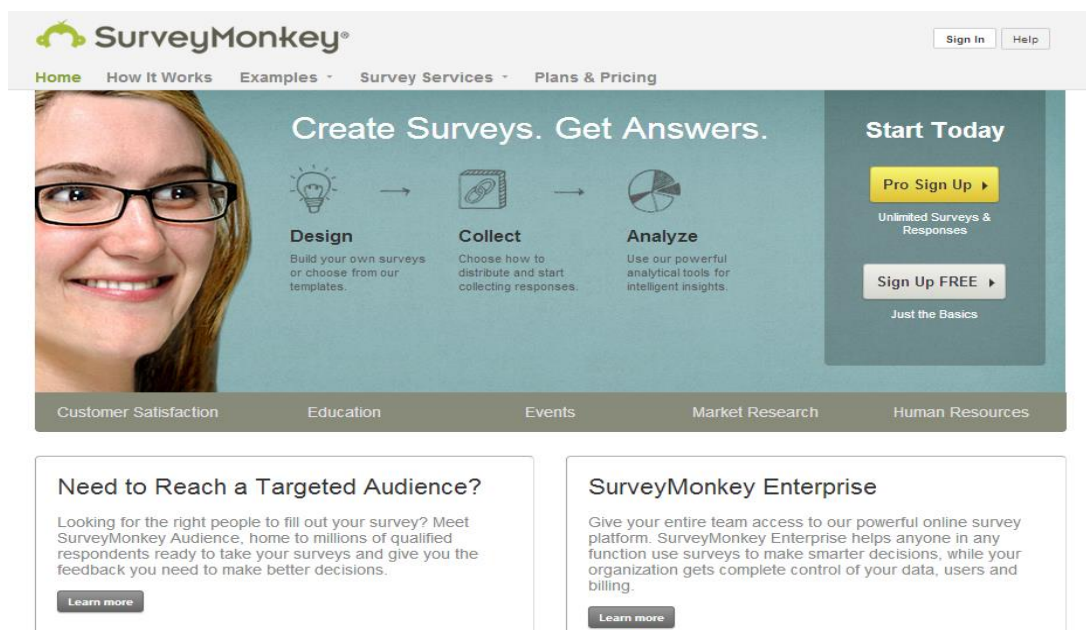 SurveyMonkey®
Sign In
Help
Home
How It Works
Examples
Survey Services
Plans & Pricing
Create Surveys. Get Answers.
Design
Build your own surveys
or choose from our
templates.
Collect
Choose how to
distribute and start
collecting responses.
Analyze
Use our powerful
analytical tools for
intelligent insights.
Start Today
Pro Sign Up
Unlimited Surveys &
Responses
Sign Up FREE
Just the Basics
Customer Satisfaction
Education
Events
Market Research
Human Resources
Need to Reach a Targeted Audience?
Looking for the right people to fill out your survey? Meet
SurveyMonkey Audience, home to millions of qualified
respondents ready to take your surveys and give you the
feedback you need to make better decisions.
Learn more
SurveyMonkey Enterprise
Give your entire team access to our powerful online survey
platform. SurveyMonkey Enterprise helps anyone in any
function use surveys to make smarter decisions, while your
organization gets complete control of your data, users and
billing.
Learn more